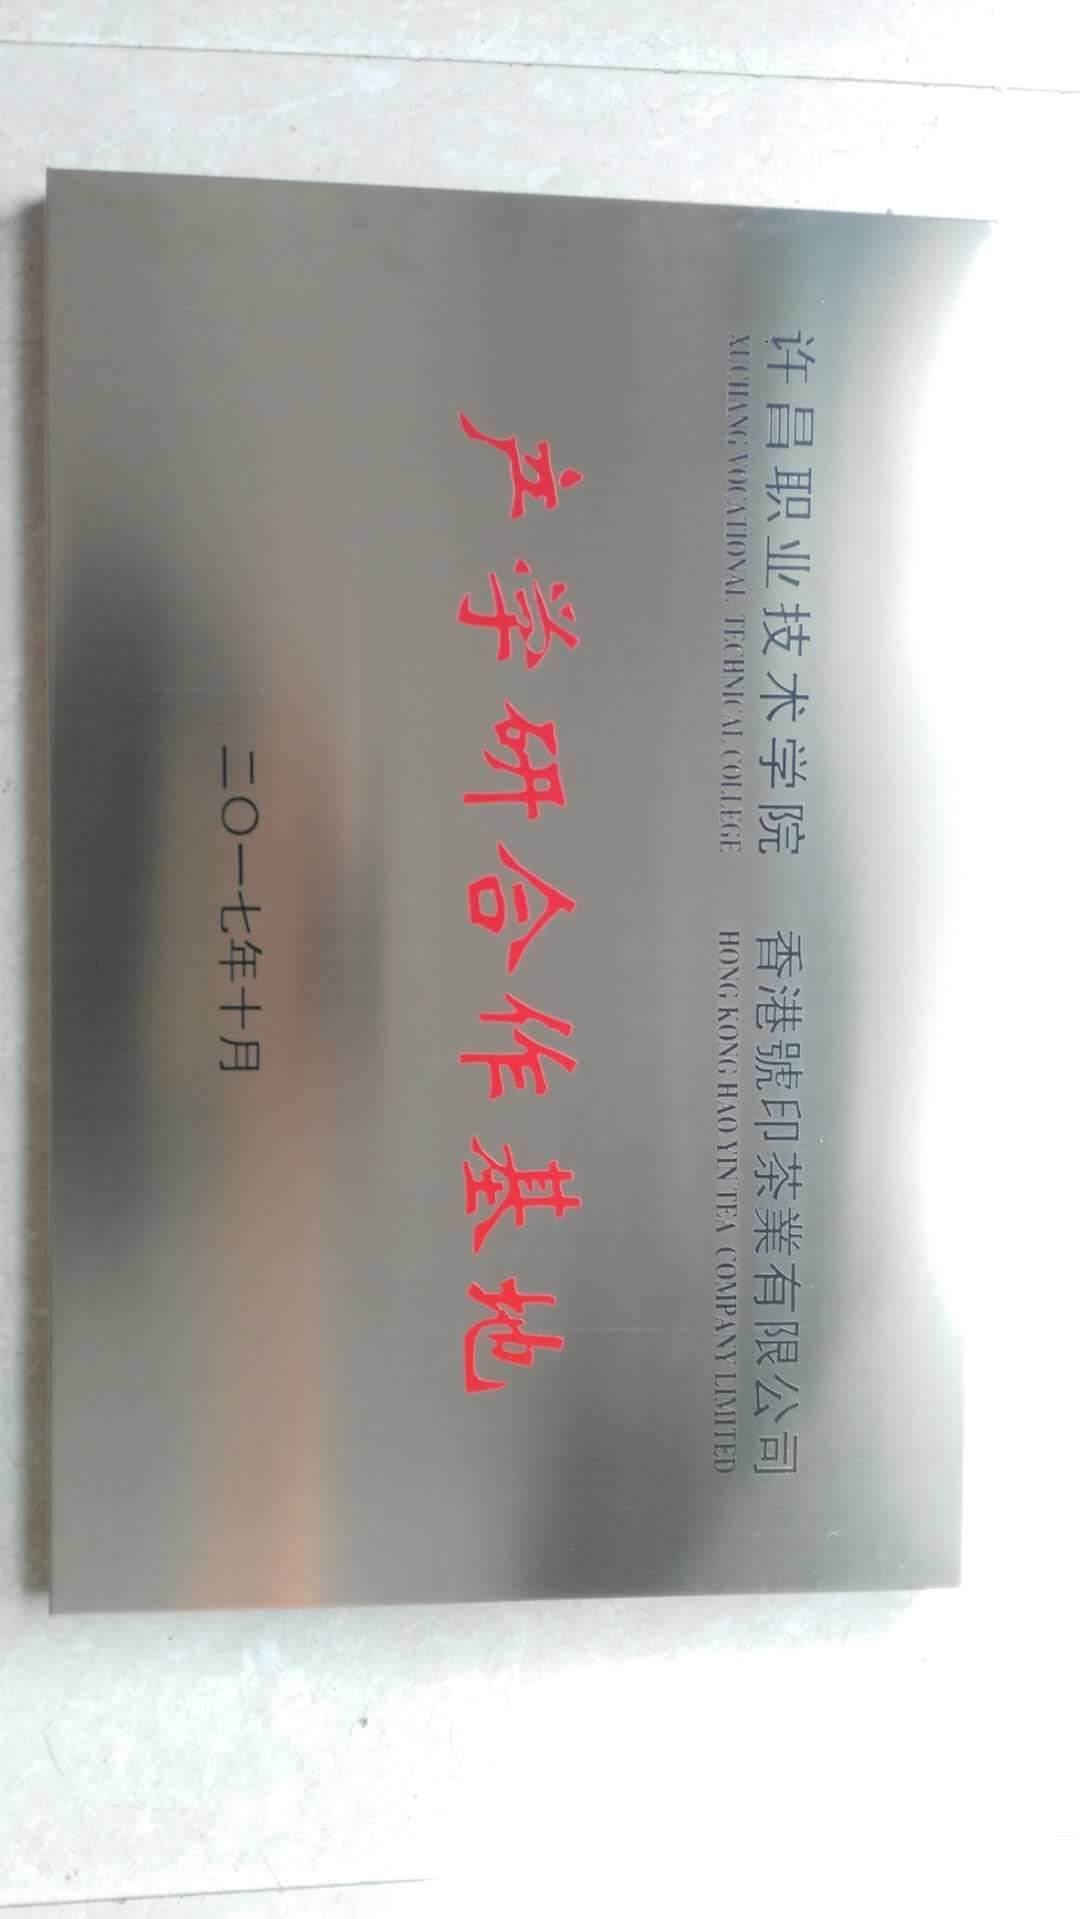 许昌职业技术学院 香港號印茶業有限公司
XUCHANG VOCATIONAL TECHNICAL COLLEGE HONG KONG HAO YIN TEA COMPANY LIMITED
产学研合作基地
二〇一七年十月